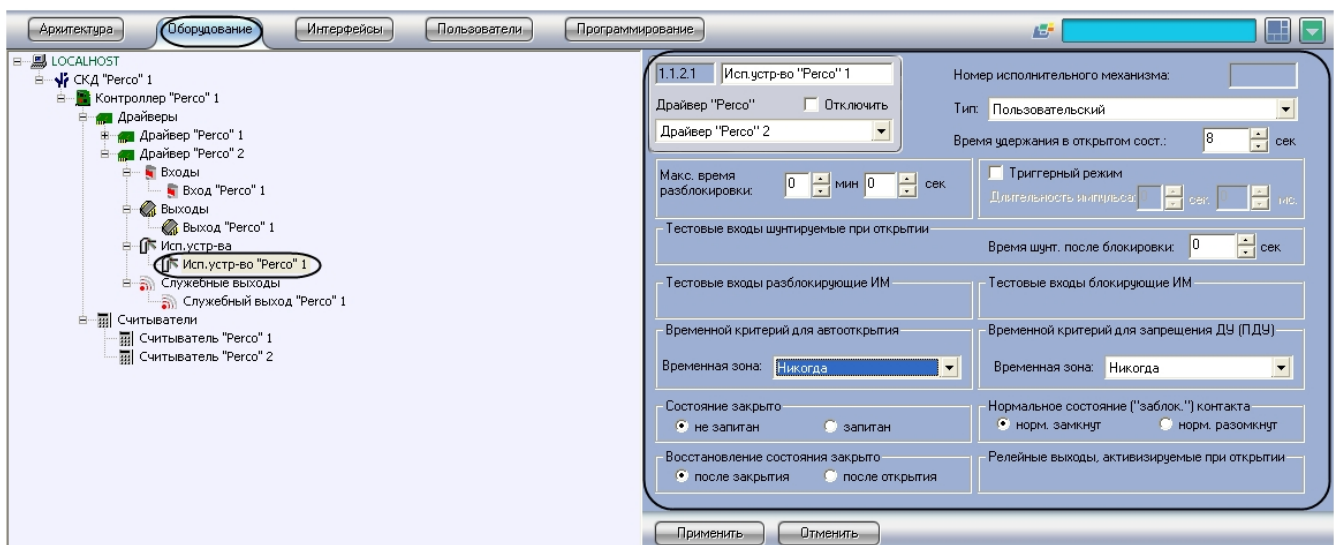 Архитектура Оборудование Интерфейсы Пользователи Программирование
LOCALHOST
СКД "Perco" 1
Контроллер "Perco" 1
Драйверы
Драйвер "Perco" 1
Драйвер "Perco" 2
Входы
Вход "Perco" 1
Выходы
Выход "Perco" 1
Исп.устр-ва
Исп.устр-во "Perco" 1
Служебные выходы
Служебный выход "Perco" 1
Считыватели
Считыватель "Perco" 1
Считыватель "Perco" 2
1.1.2.1 Исп.устр-во "Perco" 1
Драйвер "Perco" Отключить
Драйвер "Perco" 2
Номер исполнительного механизма:
Тип: Пользовательский
Время удержания в открытом сост.: 8 сек
Макс. время
разблокировки: 0 мин 0 сек
Триггерный режим
Длительность импульса: сек мс.
Тестовые входы шунтируемые при открытии
Время шунт. после блокировки: 0 сек
Тестовые входы разблокирующие ИМ
Тестовые входы блокирующие ИМ
Временной критерий для автооткрытия
Временная зона: Никогда
Временной критерий для запрещения ДУ (ПДУ)
Временная зона: Никогда
Состояние закрыто
не запитан запитан
Нормальное состояние ("заблок.") контакта
норм. замкнут норм. разомкнут
Восстановление состояния закрыто
после закрытия после открытия
Релейные выходы, активизируемые при открытии
Применить Отменить